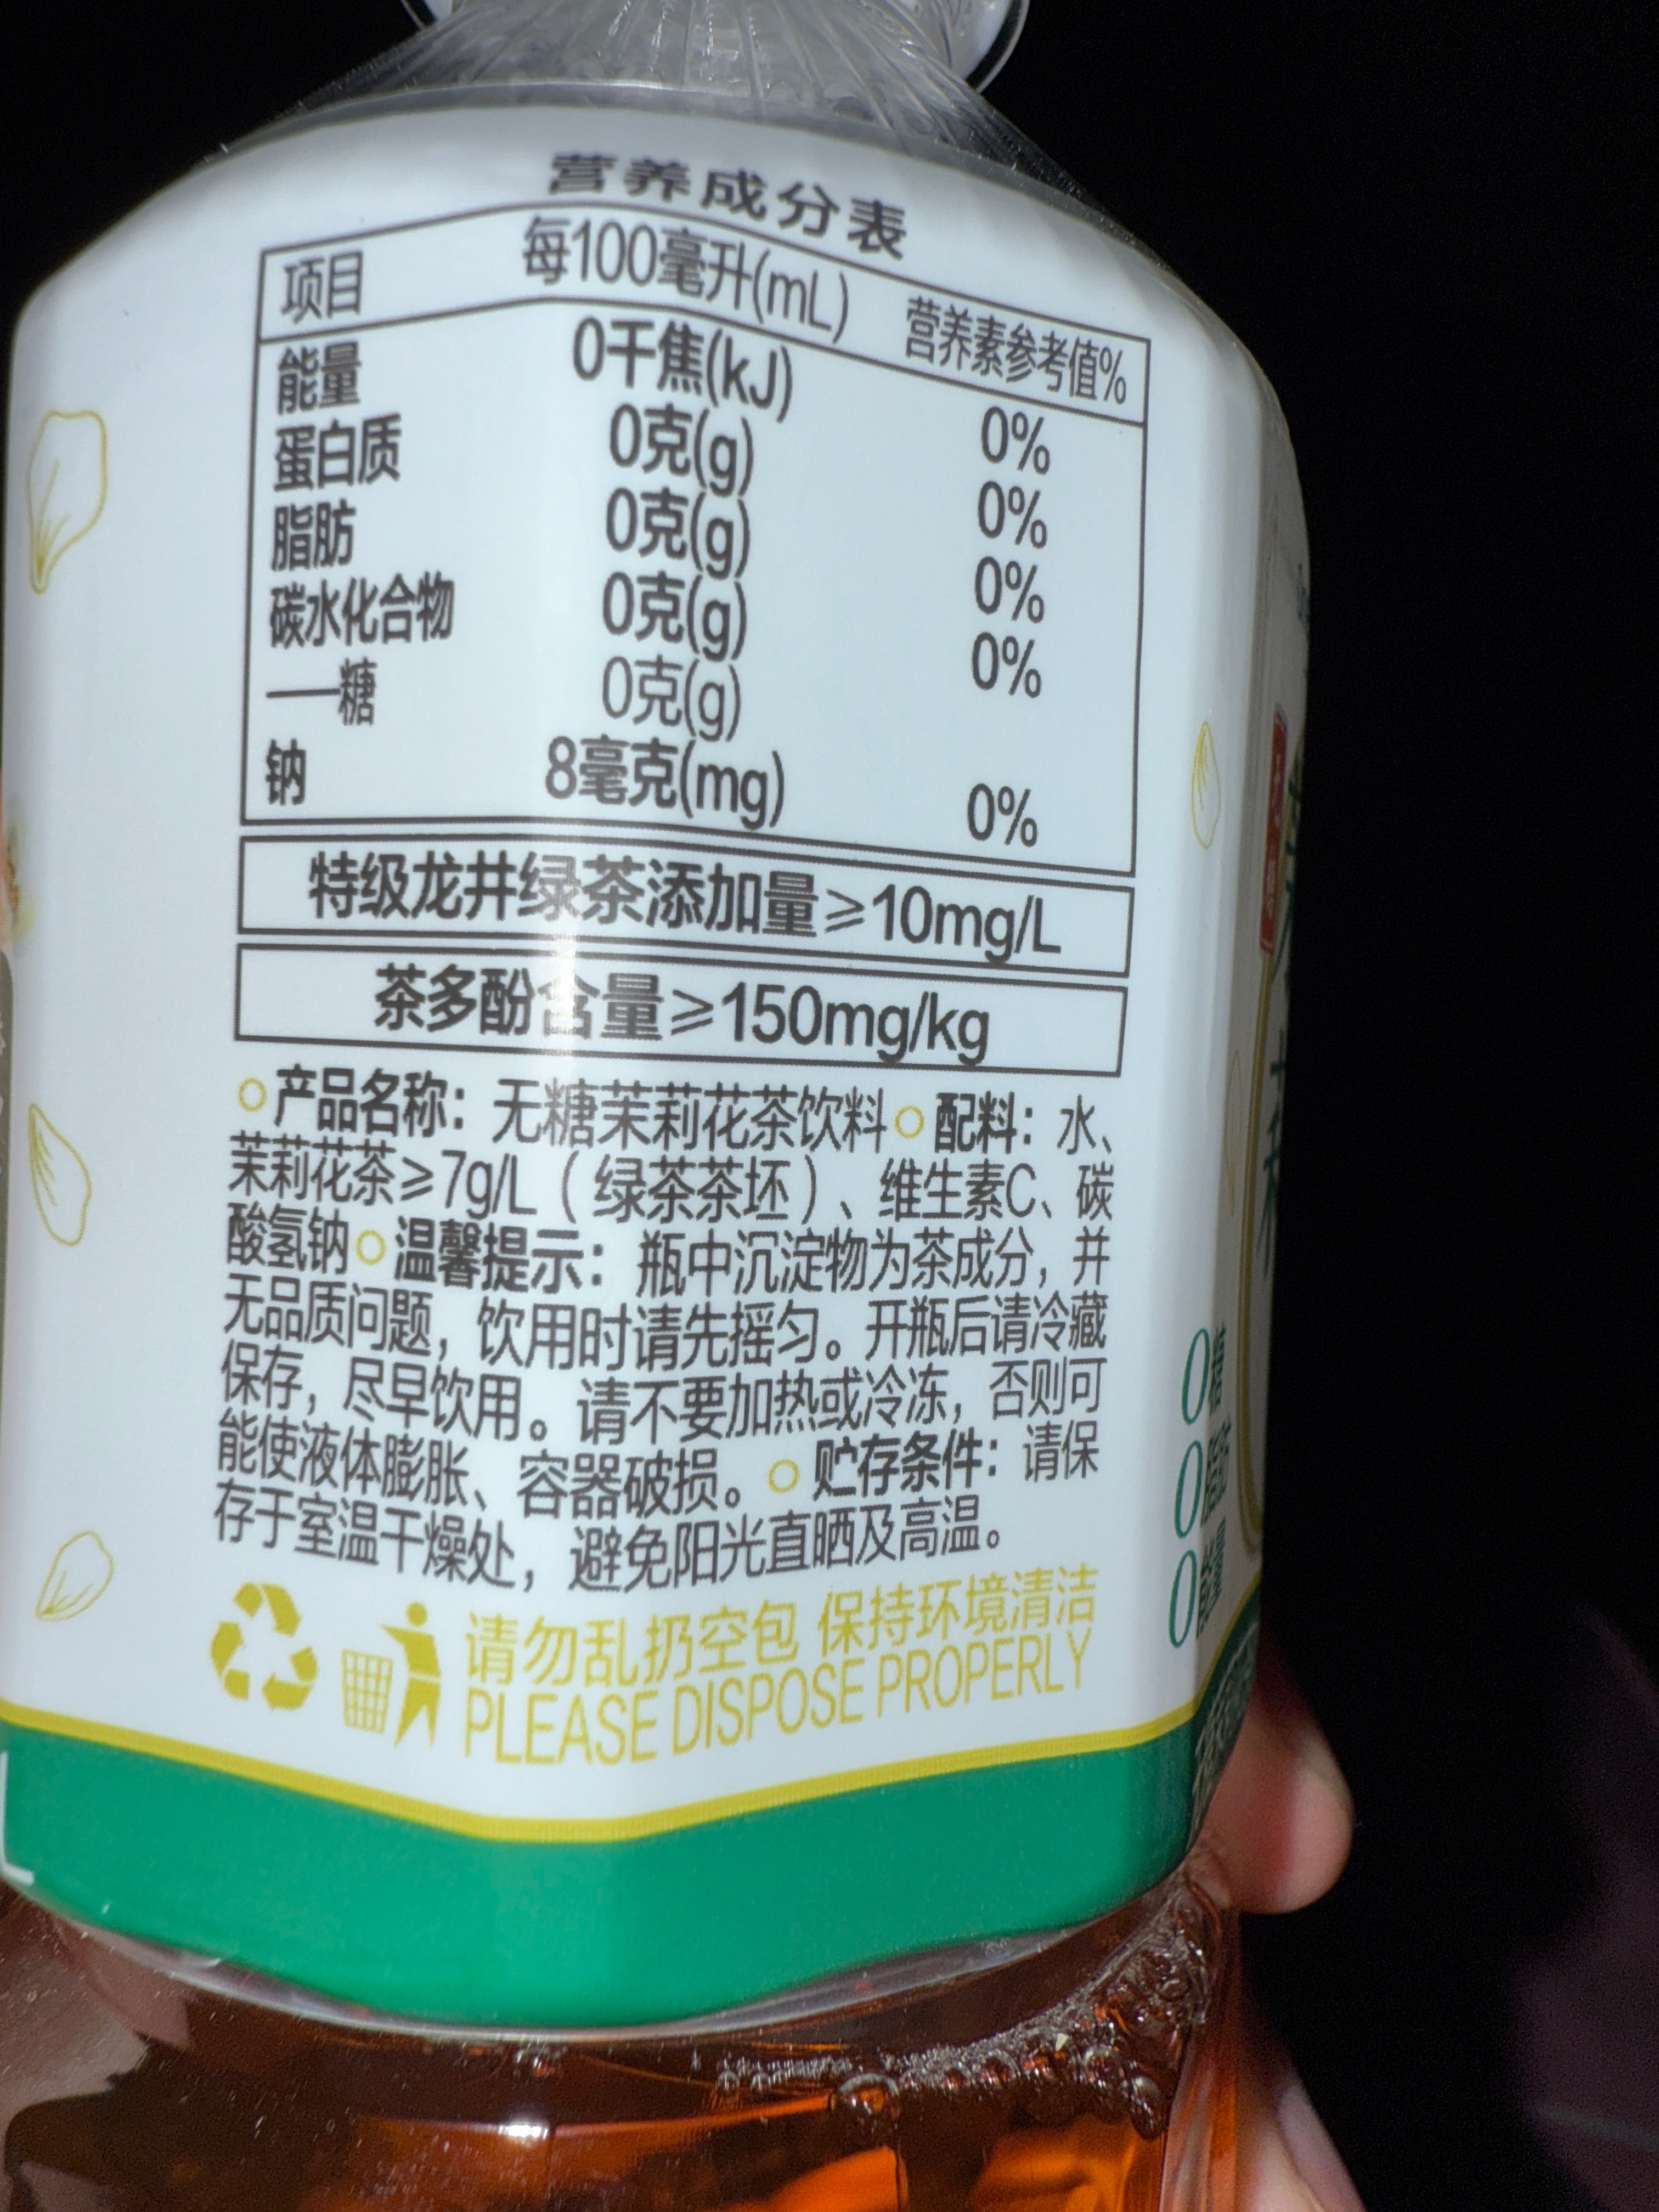 营养成分表
项目 每100毫升(mL) 营养素参考值%
能量 0千焦(kJ) 0%
蛋白质 0克(g) 0%
脂肪 0克(g) 0%
碳水化合物 0克(g) 0%
——糖 0克(g)
钠 8毫克(mg) 0%
特级龙井绿茶添加量≥10mg/L
茶多酚含量≥150mg/kg
产品名称：无糖茉莉花茶饮料 配料：水、
茉莉花茶≥7g/L（绿茶茶坯）、维生素C、碳
酸氢钠 温馨提示：瓶中沉淀物为茶成分，并
无品质问题，饮用时请先摇匀。开瓶后请冷藏
保存，尽早饮用。请不要加热或冷冻，否则可
能使液体膨胀、容器破损。 贮存条件：请保
存于室温干燥处，避免阳光直晒及高温。
请勿乱扔空包 保持环境清洁
PLEASE DISPOSE PROPERLY
0糖
0脂肪
0能量